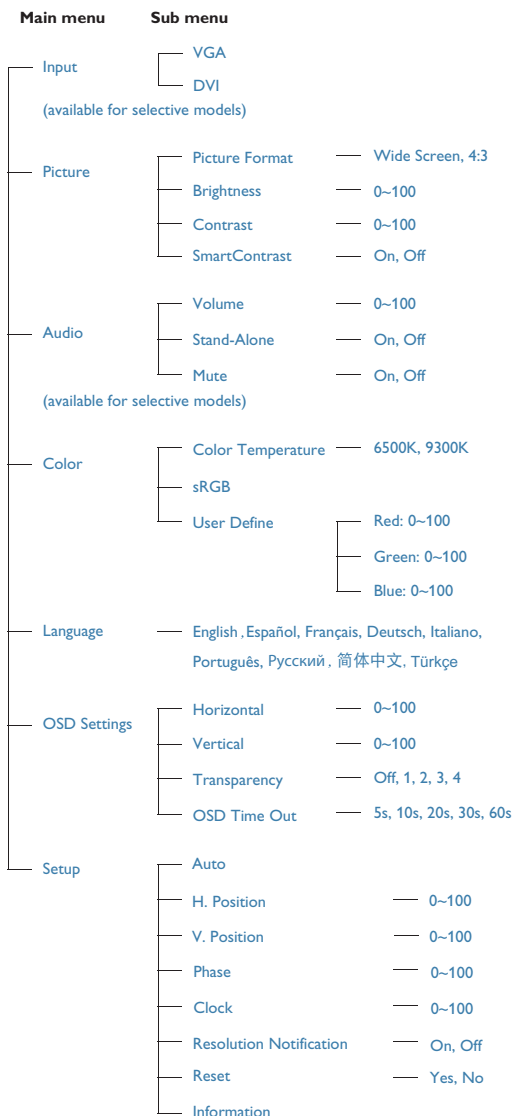 Main menu Sub menu
VGA
Input
DVI
(available for selective models)
Picture Format Wide Screen, 4:3
Picture
Brightness 0~100
Contrast 0~100
SmartContrast On, Off
Volume 0~100
Audio Stand-Alone On, Off
Mute On, Off
(available for selective models)
Color Temperature 6500K, 9300K
Color
sRGB
User Define Red: 0~100
Green: 0~100
Blue: 0~100
Language English , Español, Français, Deutsch, Italiano,
Português, Русский , 简体中文, Türkçe
Horizontal 0~100
OSD Settings
Vertical 0~100
Transparency Off, 1, 2, 3, 4
OSD Time Out 5s, 10s, 20s, 30s, 60s
Setup Auto
H. Position 0~100
V. Position 0~100
Phase 0~100
Clock 0~100
Resolution Notification On, Off
Reset Yes, No
Information